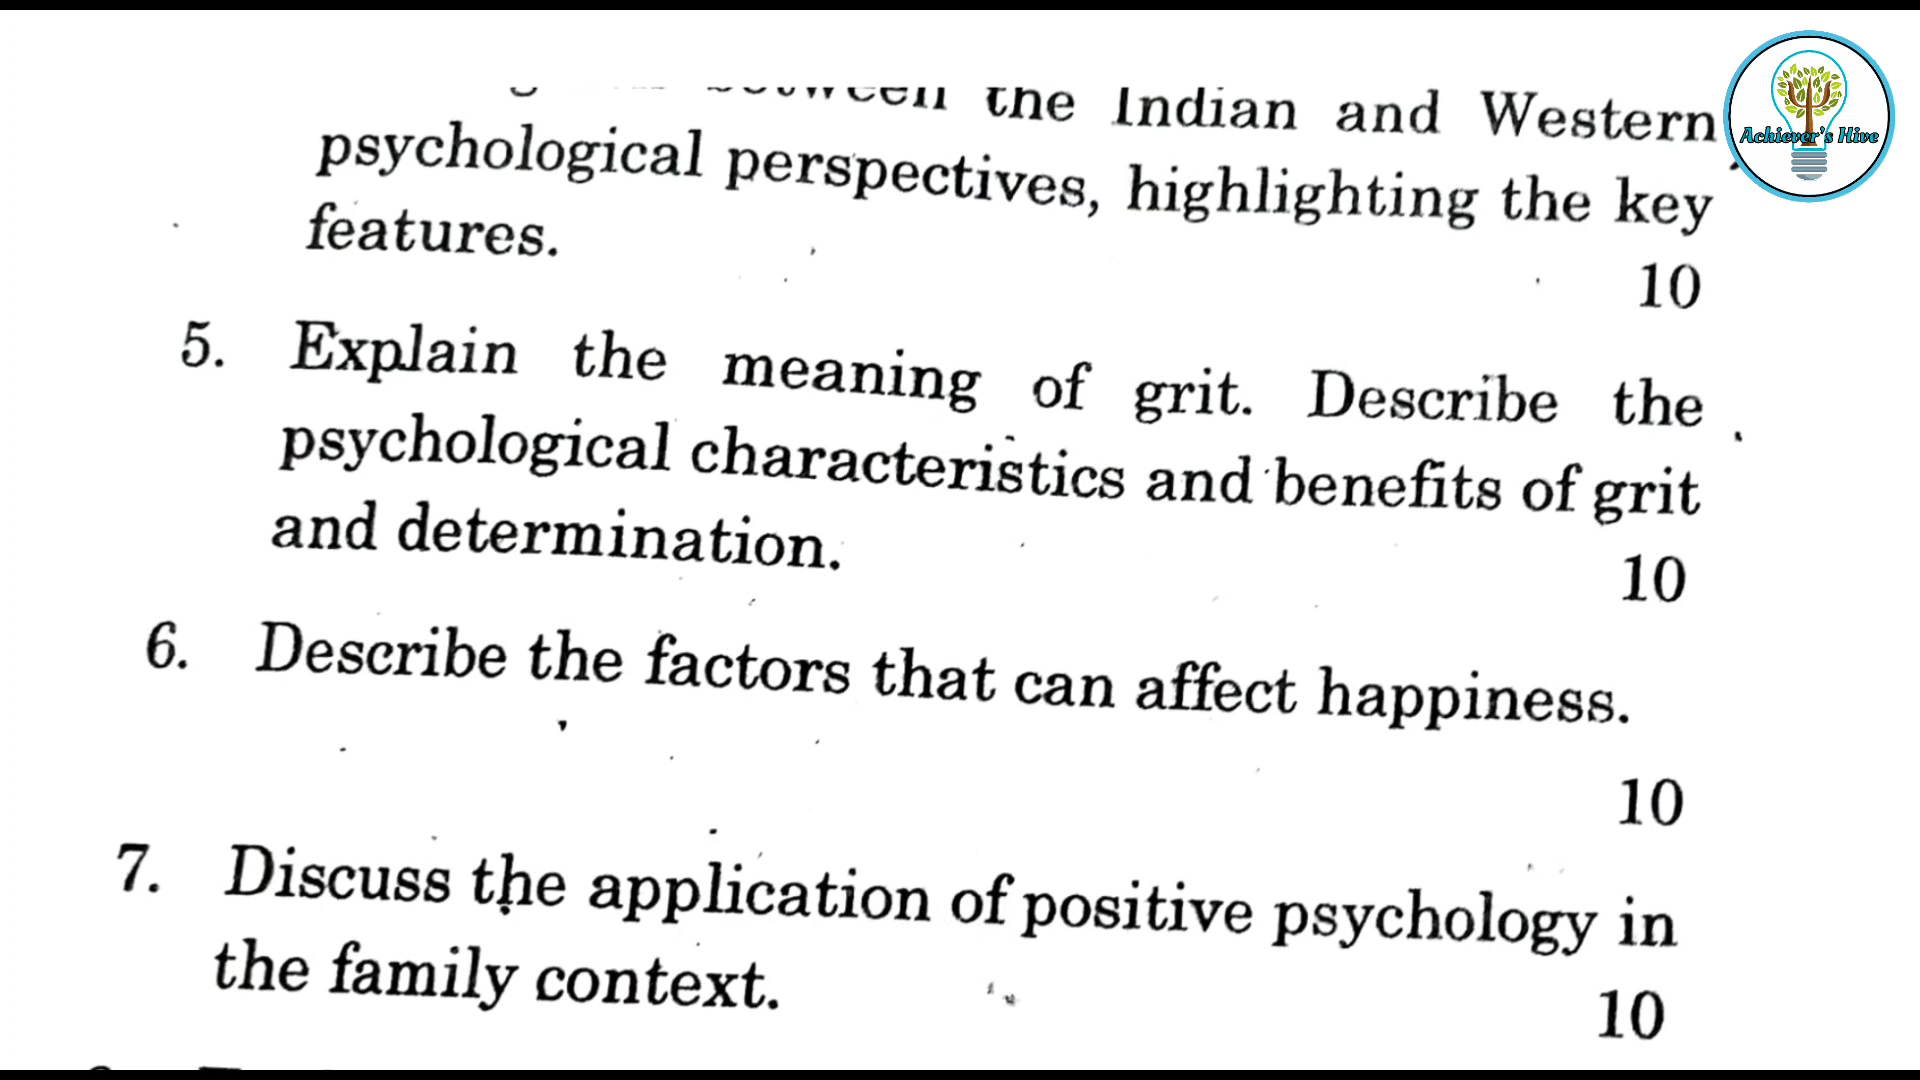 between the Indian and Western
Achiever's Hive
psychological perspectives, highlighting the key
features.
10
5. Explain the meaning of grit. Describe the
psychological characteristics and benefits of grit
and determination.
10
6. Describe the factors that can affect happiness.
10
7. Discuss the application of positive psychology in
the family context.
10